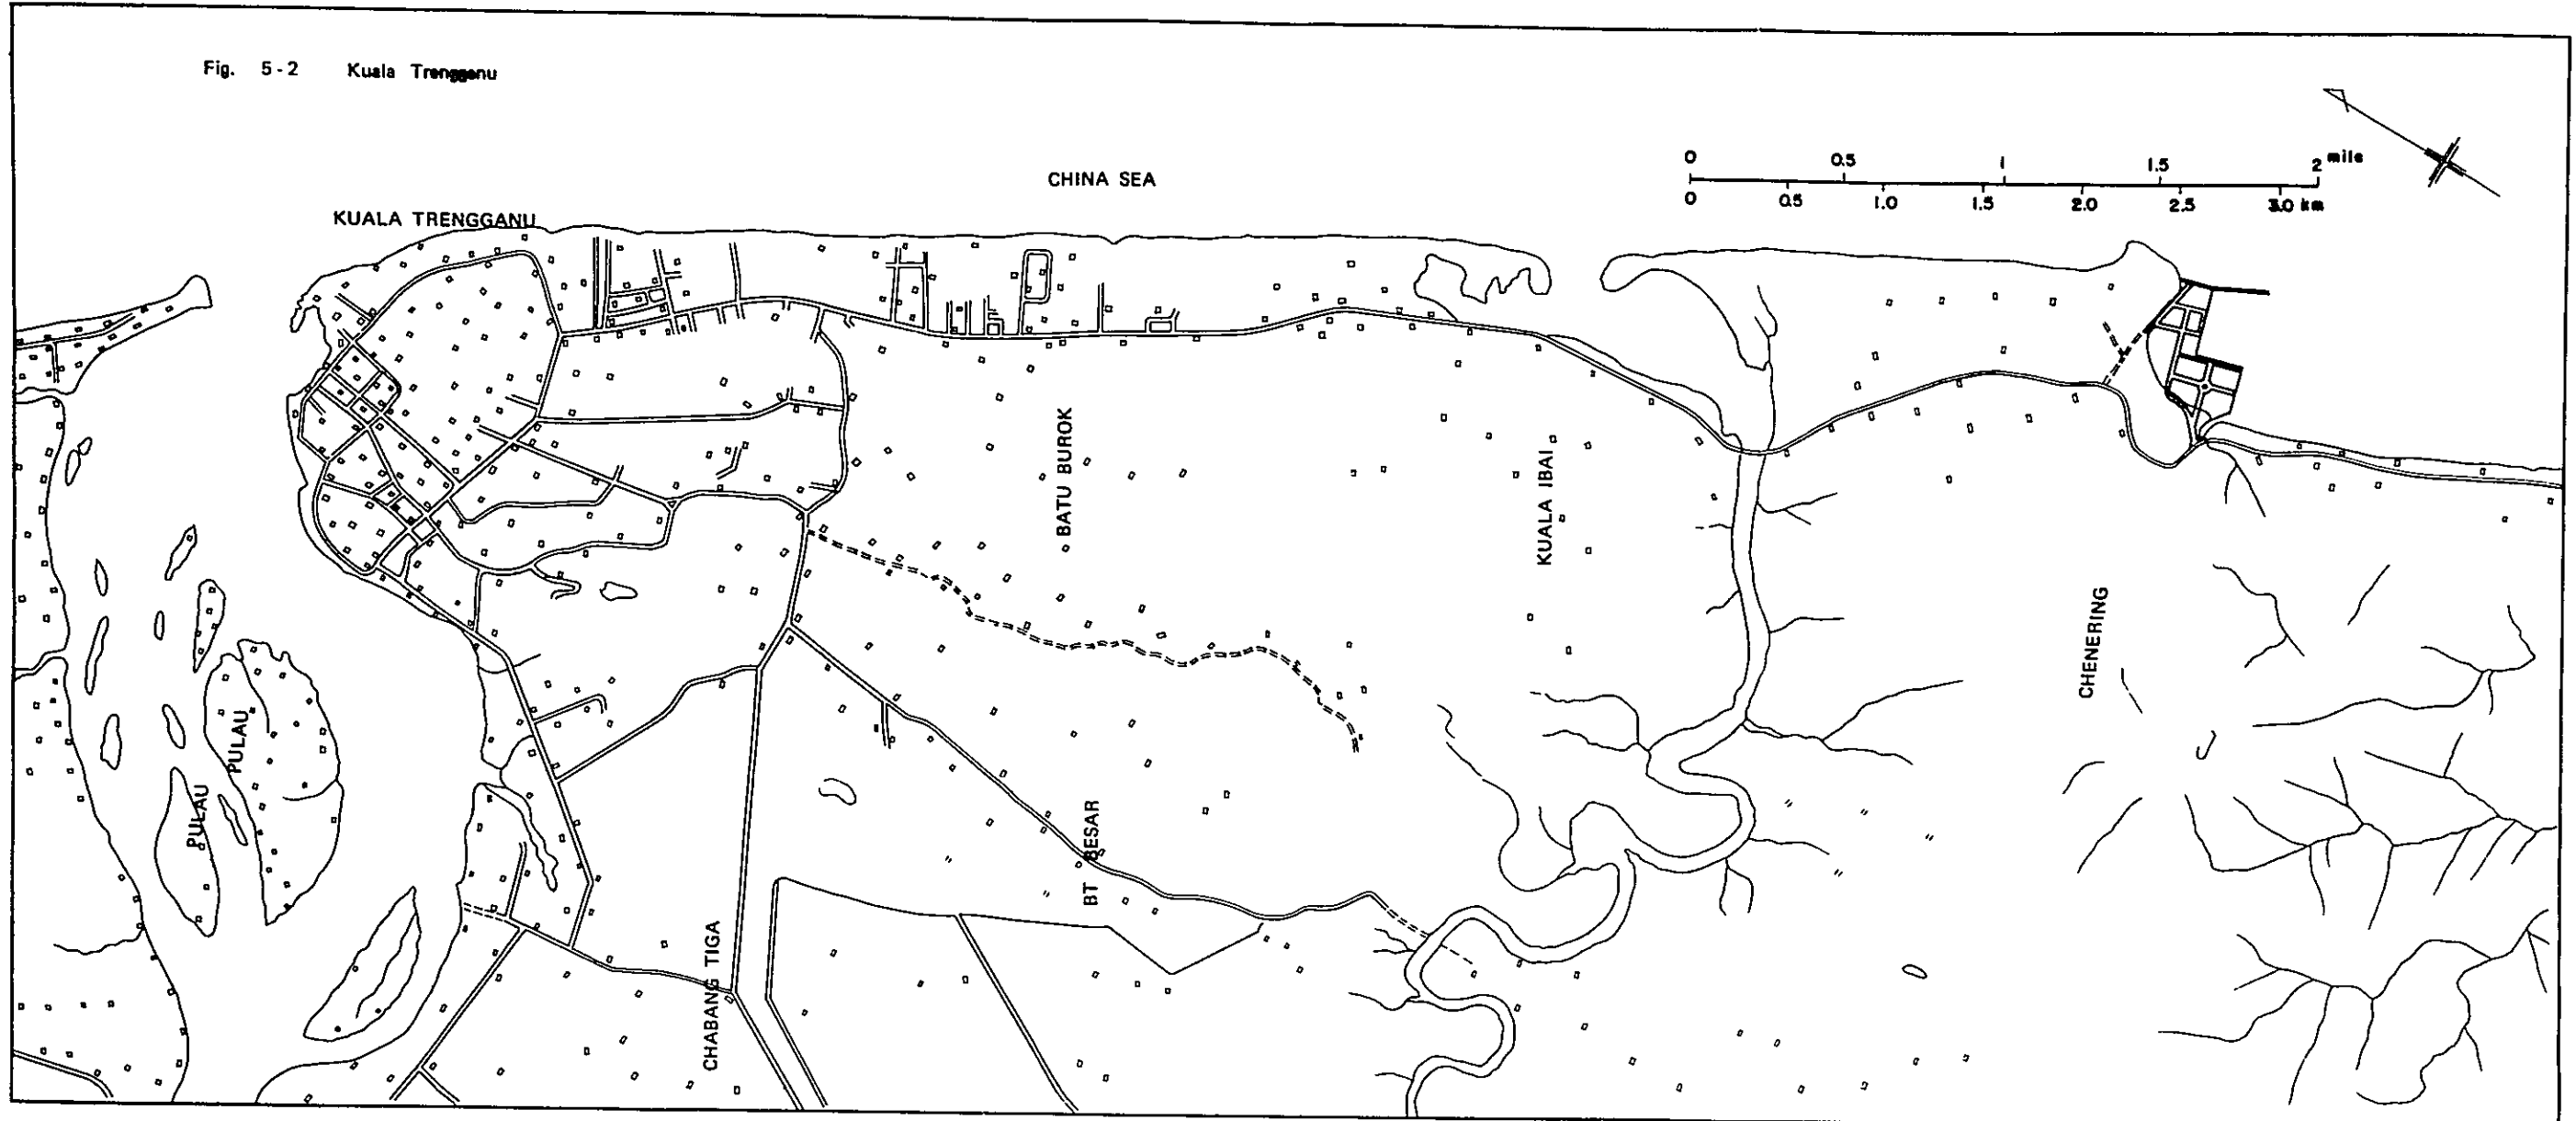 Fig. 5-2 Kuala Trengganu
CHINA SEA
0 0.5 1 1.5 2 mile
0 0.5 1.0 1.5 2.0 2.5 3.0 km
KUALA TRENGGANU
BATU BUROK
KUALA IBAI
CHENERING
PULAU
PULAU
BT BESAR
CHABANG TIGA